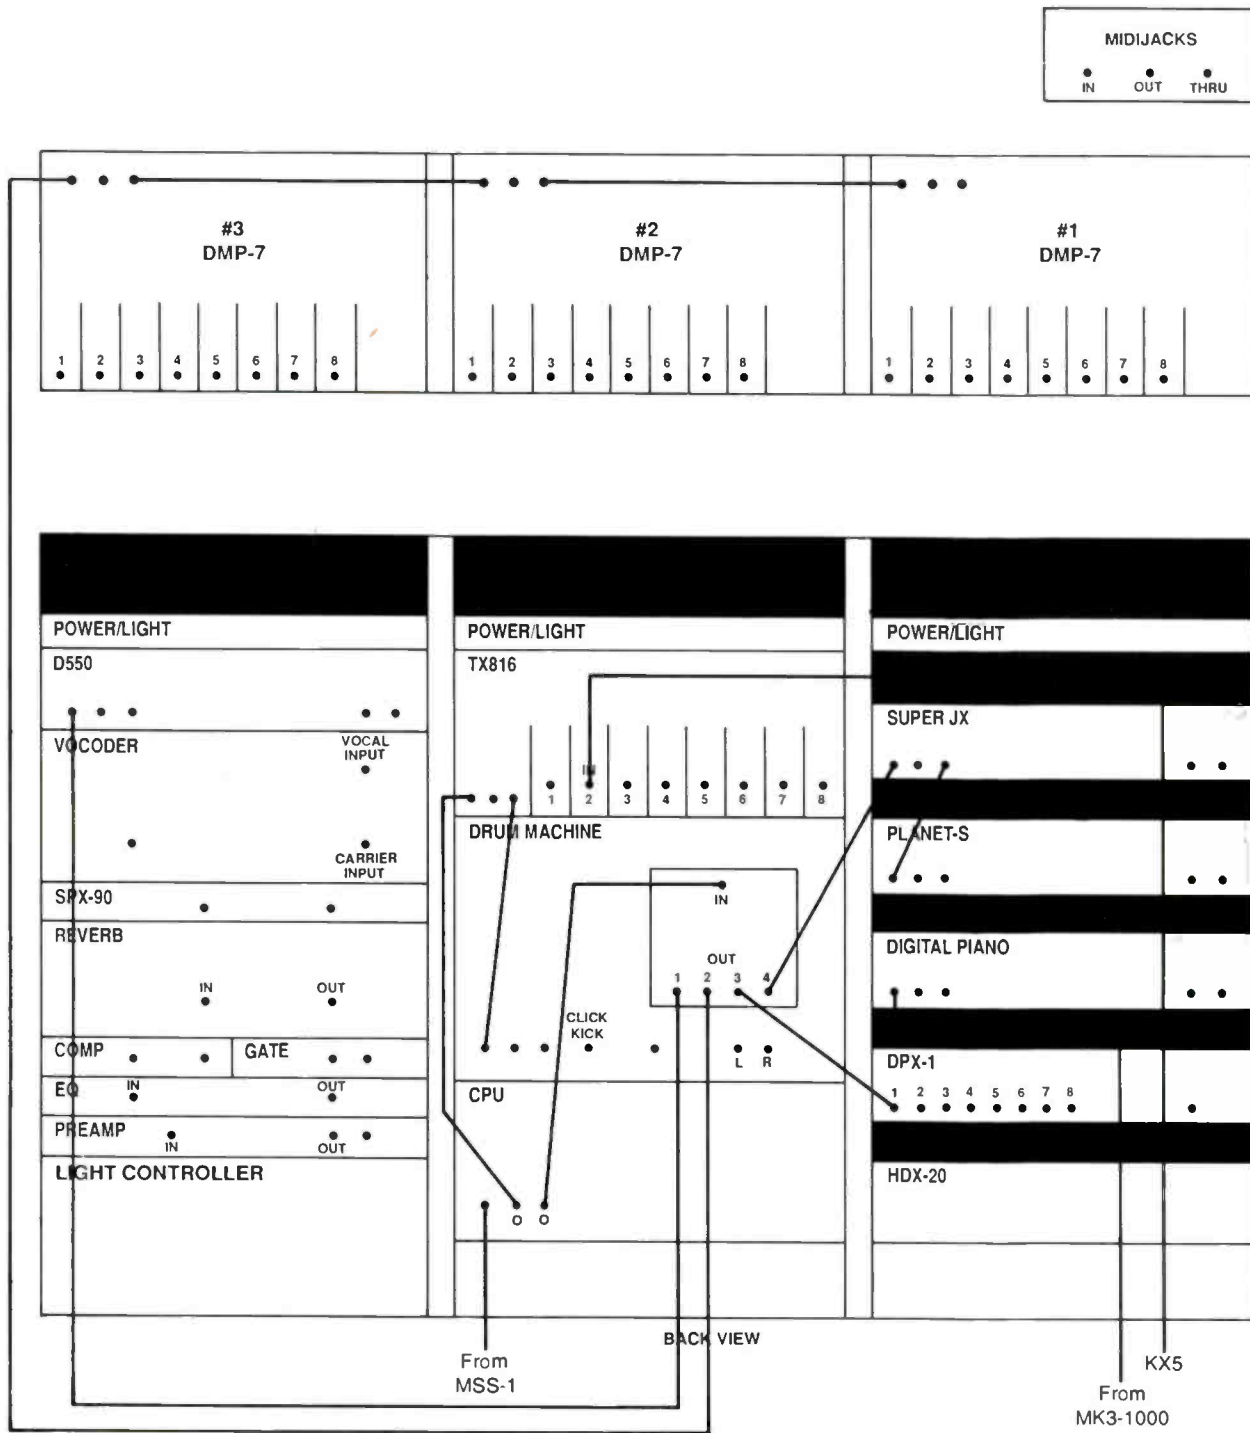 MIDIJACKS
IN OUT THRU
#3
DMP-7
#2
DMP-7
#1
DMP-7
1 2 3 4 5 6 7 8
1 2 3 4 5 6 7 8
1 2 3 4 5 6 7 8
POWER/LIGHT
D550
VOCODER
VOCAL
INPUT
CARRIER
INPUT
SPX-90
REVERB
IN OUT
COMP
GATE
EQ
IN OUT
PREAMP
IN OUT
LIGHT CONTROLLER
POWER/LIGHT
TX816
IN
1 2 3 4 5 6 7 8
DRUM MACHINE
IN
OUT
1 2 3 4
CLICK
KICK
L R
CPU
O O
POWER/LIGHT
SUPER JX
PLANET-S
DIGITAL PIANO
DPX-1
1 2 3 4 5 6 7 8
HDX-20
BACK VIEW
From
MSS-1
KX5
From
MK3-1000